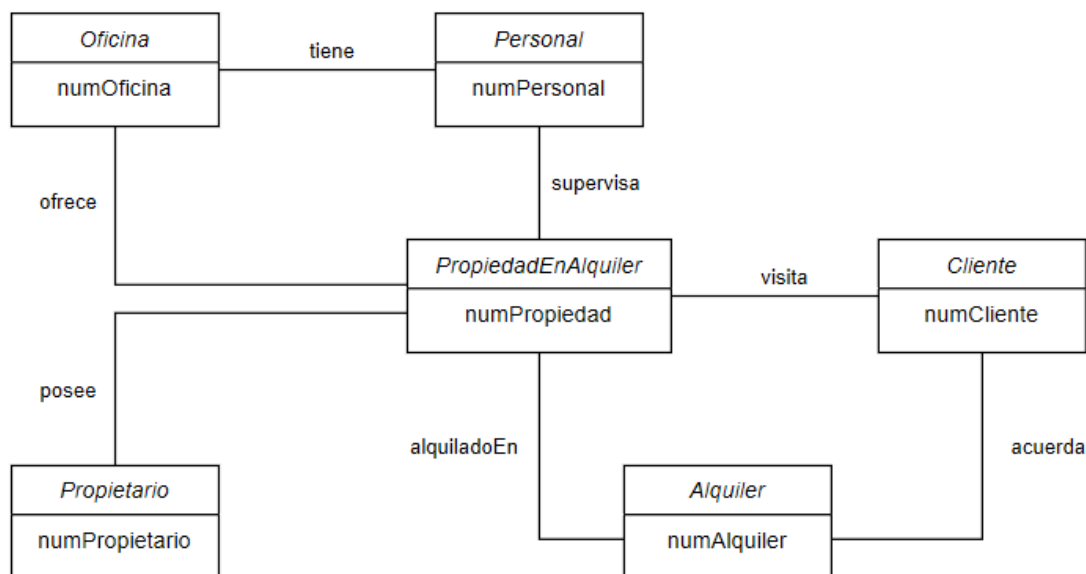 Oficina
numOficina
tiene
Personal
numPersonal
ofrece
supervisa
PropiedadEnAlquiler
numPropiedad
visita
Cliente
numCliente
posee
alquiladoEn
acuerda
Propietario
numPropietario
Alquiler
numAlquiler